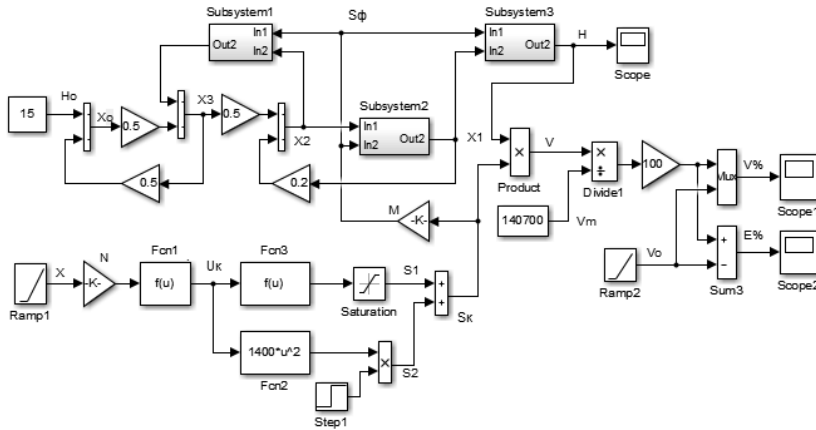 Subsystem1
Sф
Subsystem3
Out2
In1
In2
In1
In2
Out2
H
Scope
Ho
15
Xo
0.5
X3
0.5
X2
Subsystem2
In1
In2
Out2
X1
0.5
0.2
Product
V
Divide1
100
V%
Mux
Scope1
M
-K-
140700
Vm
X
N
Ramp1
-K-
Fcn1
f(u)
Uк
Fcn3
f(u)
Saturation
S1
Sк
Vo
Ramp2
E%
Sum3
Scope2
1400*u^2
Fcn2
S2
Step1